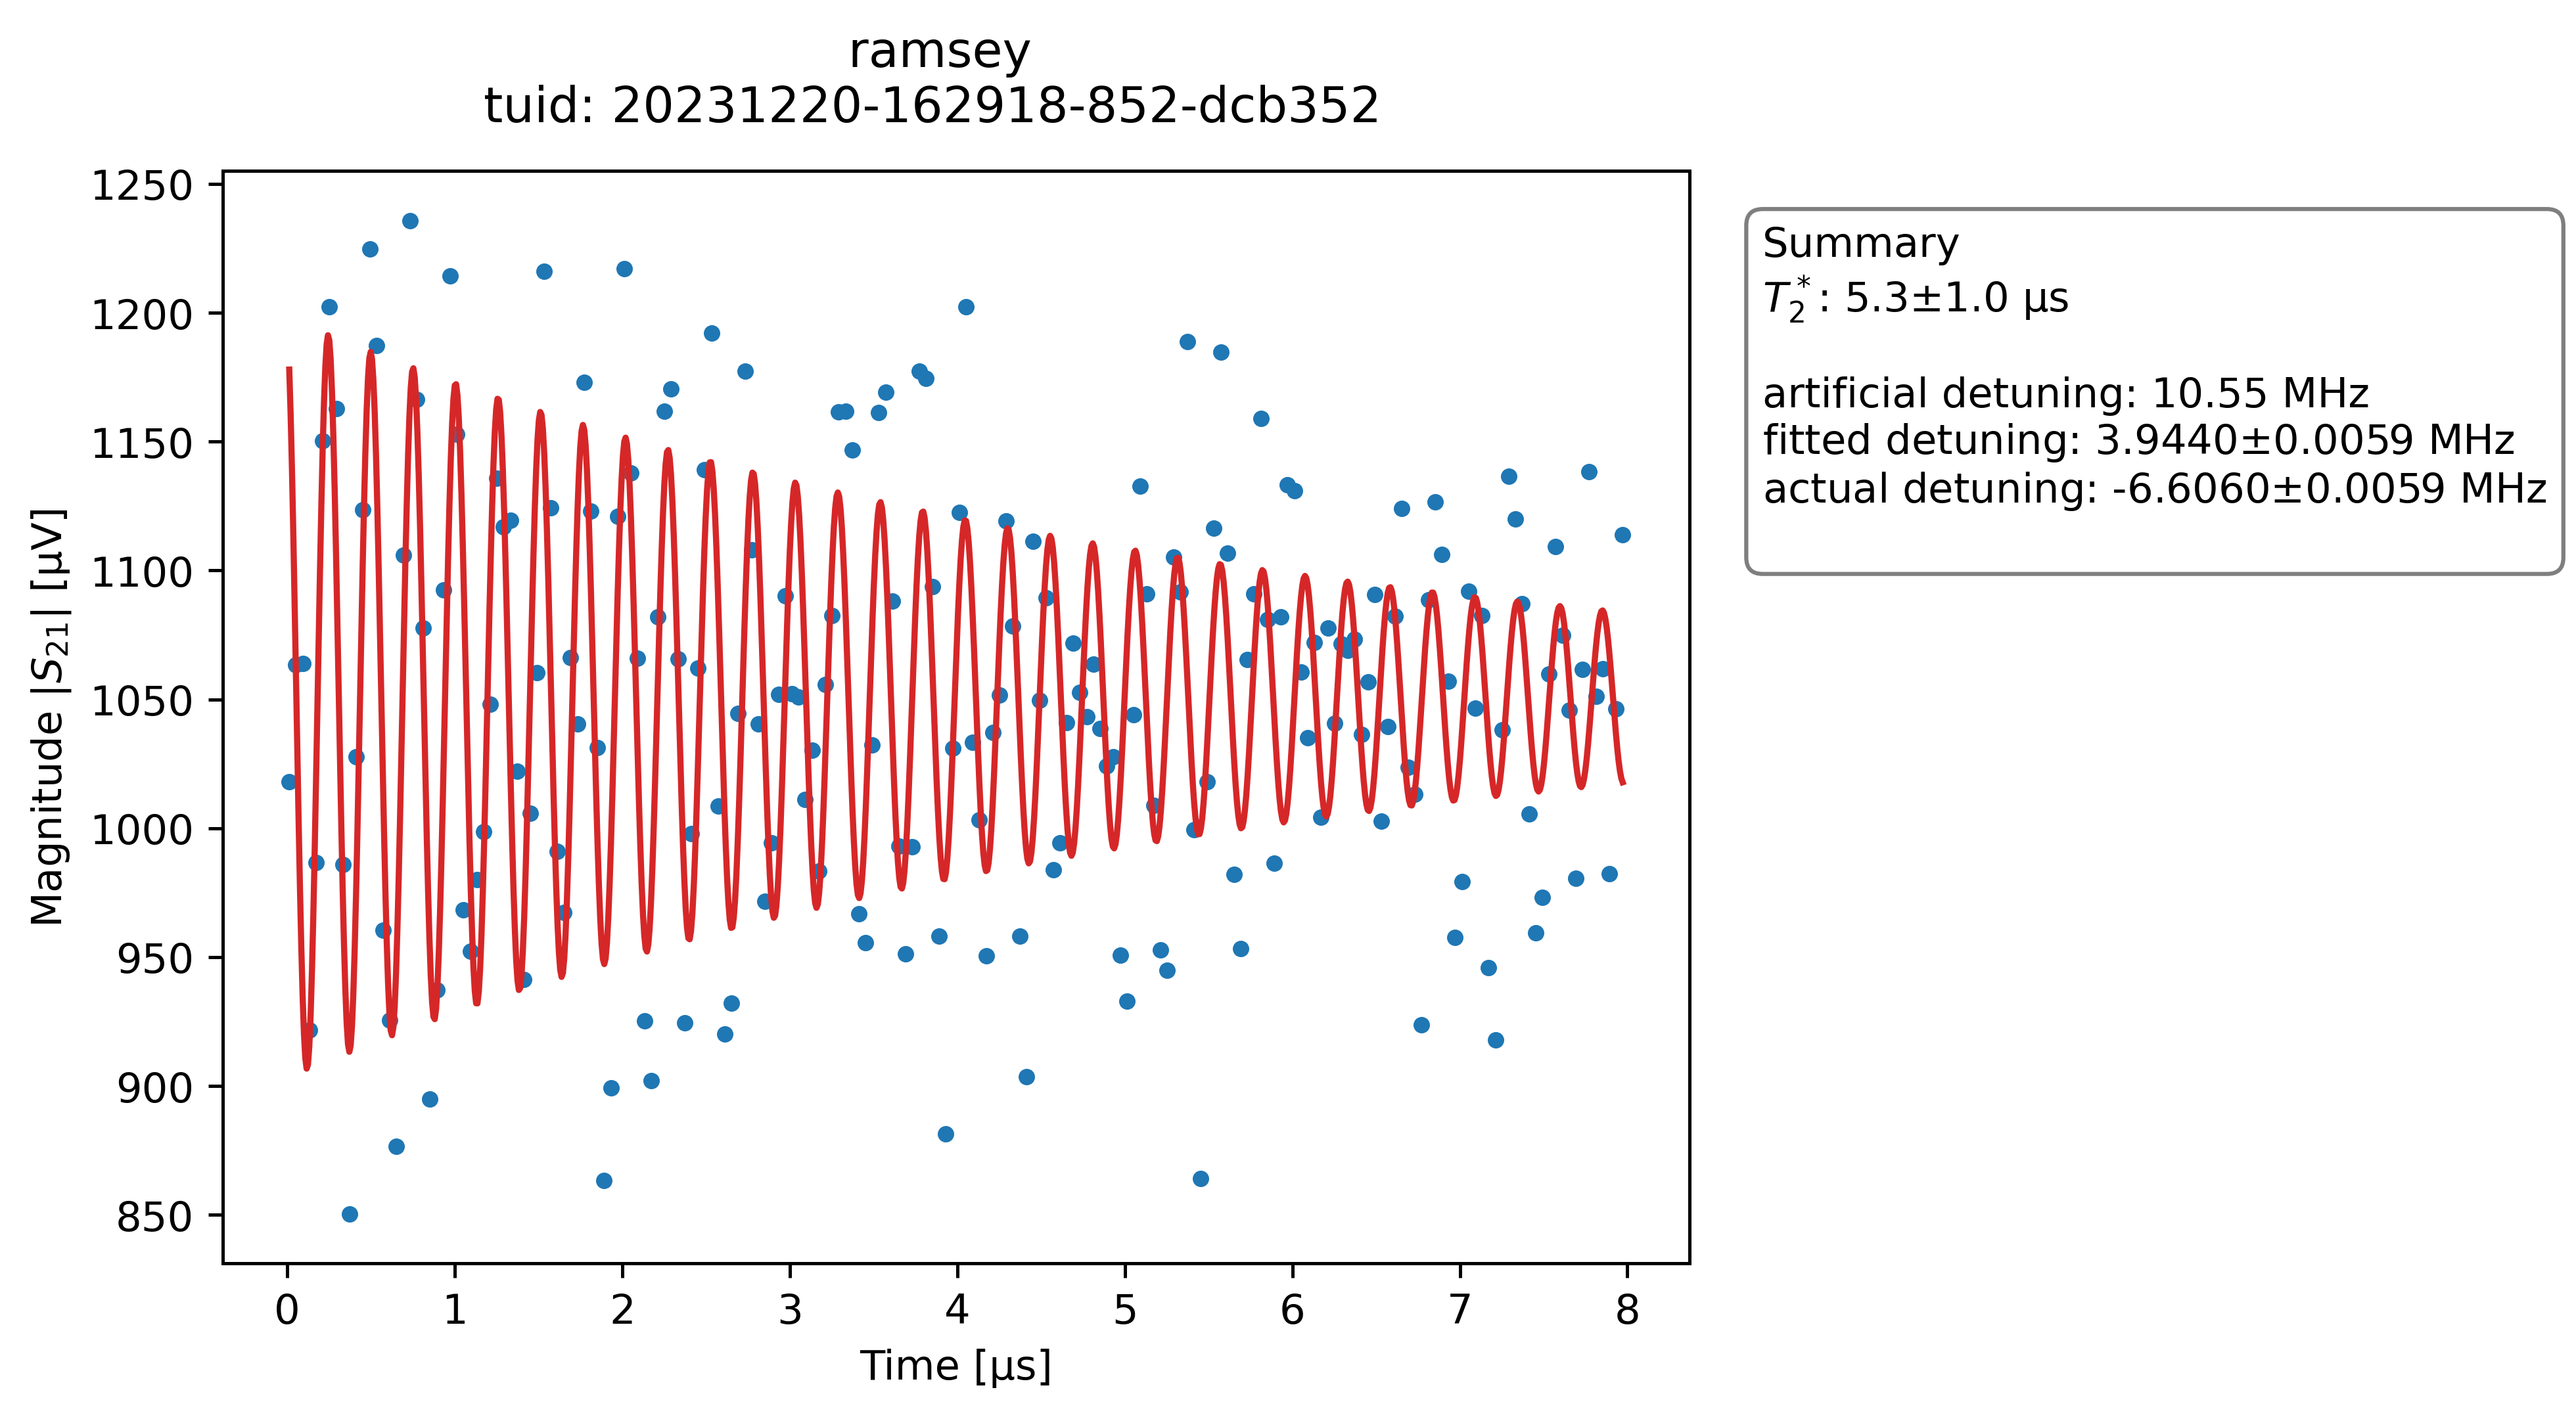 ramsey
tuid: 20231220-162918-852-dcb352
1250
1200
1150
1100
1050
1000
950
900
850
Magnitude |S21| [μV]
0 1 2 3 4 5 6 7 8
Time [μs]
Summary
T2*: 5.3±1.0 μs
artificial detuning: 10.55 MHz
fitted detuning: 3.9440±0.0059 MHz
actual detuning: -6.6060±0.0059 MHz